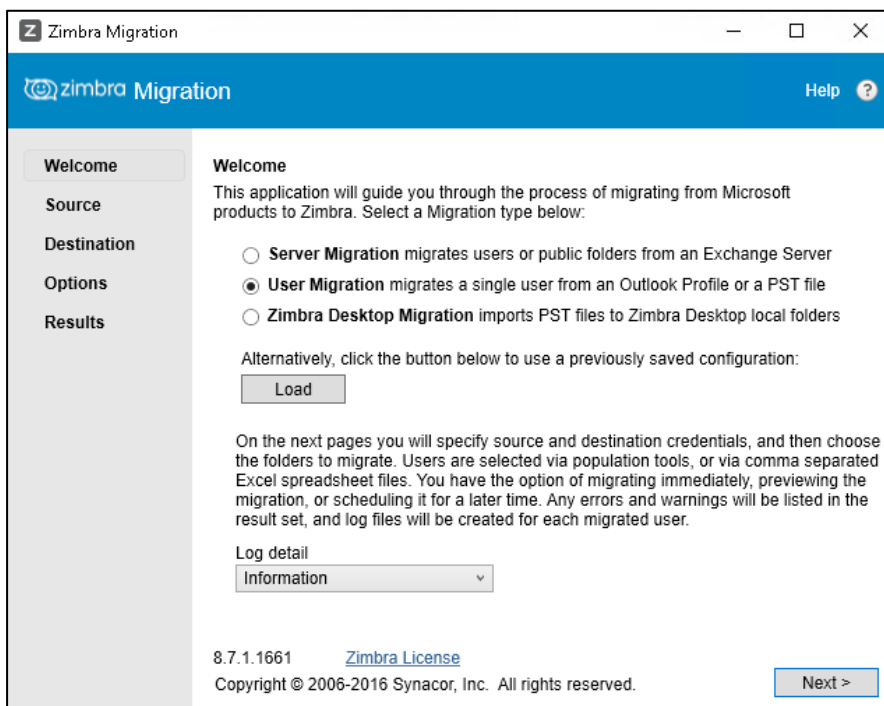 Zimbra Migration
zimbra Migration
Help ?
Welcome
Source
Destination
Options
Results
Welcome
This application will guide you through the process of migrating from Microsoft
products to Zimbra. Select a Migration type below:
Server Migration migrates users or public folders from an Exchange Server
User Migration migrates a single user from an Outlook Profile or a PST file
Zimbra Desktop Migration imports PST files to Zimbra Desktop local folders
Alternatively, click the button below to use a previously saved configuration:
Load
On the next pages you will specify source and destination credentials, and then choose
the folders to migrate. Users are selected via population tools, or via comma separated
Excel spreadsheet files. You have the option of migrating immediately, previewing the
migration, or scheduling it for a later time. Any errors and warnings will be listed in the
result set, and log files will be created for each migrated user.
Log detail
Information
8.7.1.1661 Zimbra License
Copyright © 2006-2016 Synacor, Inc. All rights reserved.
Next >